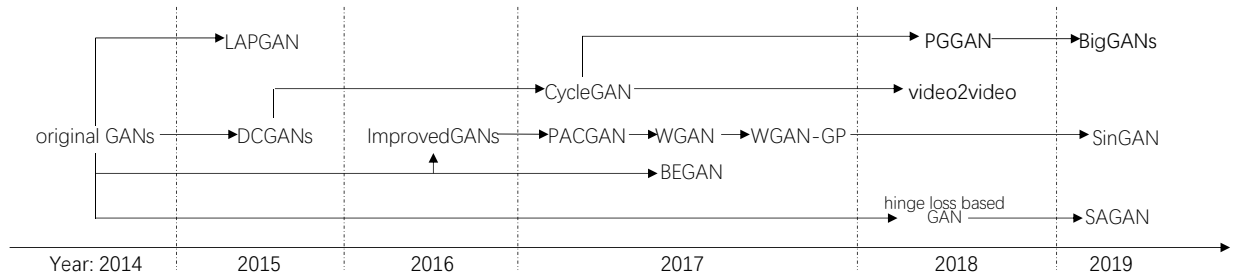 LAPGAN
PGGAN
BigGANs
CycleGAN
video2video
original GANs
DCGANs
ImprovedGANs
PACGAN
WGAN
WGAN-GP
SinGAN
BEGAN
hinge loss based
GAN
SAGAN
Year: 2014
2015
2016
2017
2018
2019